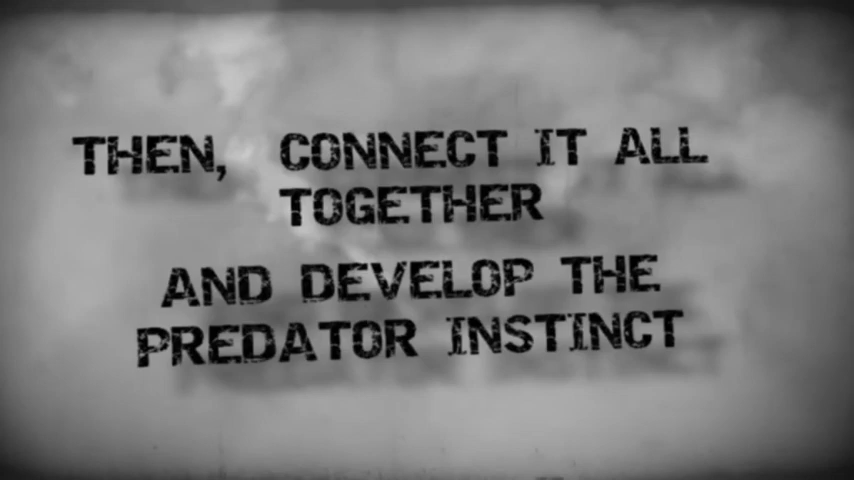 THEN, CONNECT IT ALL
TOGETHER
AND DEVELOP THE
PREDATOR INSTINCT